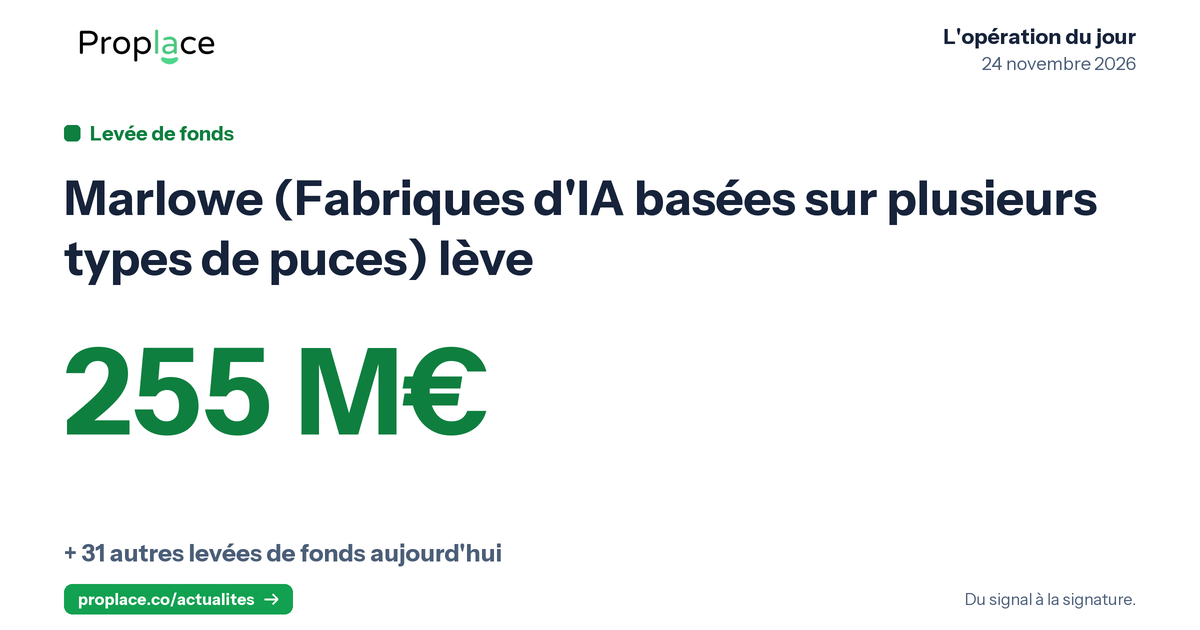 Proplace
L'opération du jour
24 novembre 2026
Levée de fonds
Marlowe (Fabriques d'IA basées sur plusieurs
types de puces) lève
255 M€
+ 31 autres levées de fonds aujourd'hui
proplace.co/actualites →
Du signal à la signature.